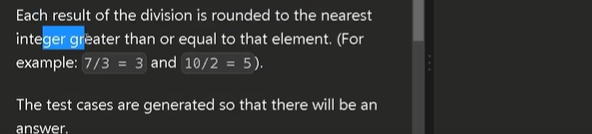 Each result of the division is rounded to the nearest
integer greater than or equal to that element. (For
example: 7/3 = 3 and 10/2 = 5).
The test cases are generated so that there will be an
answer.